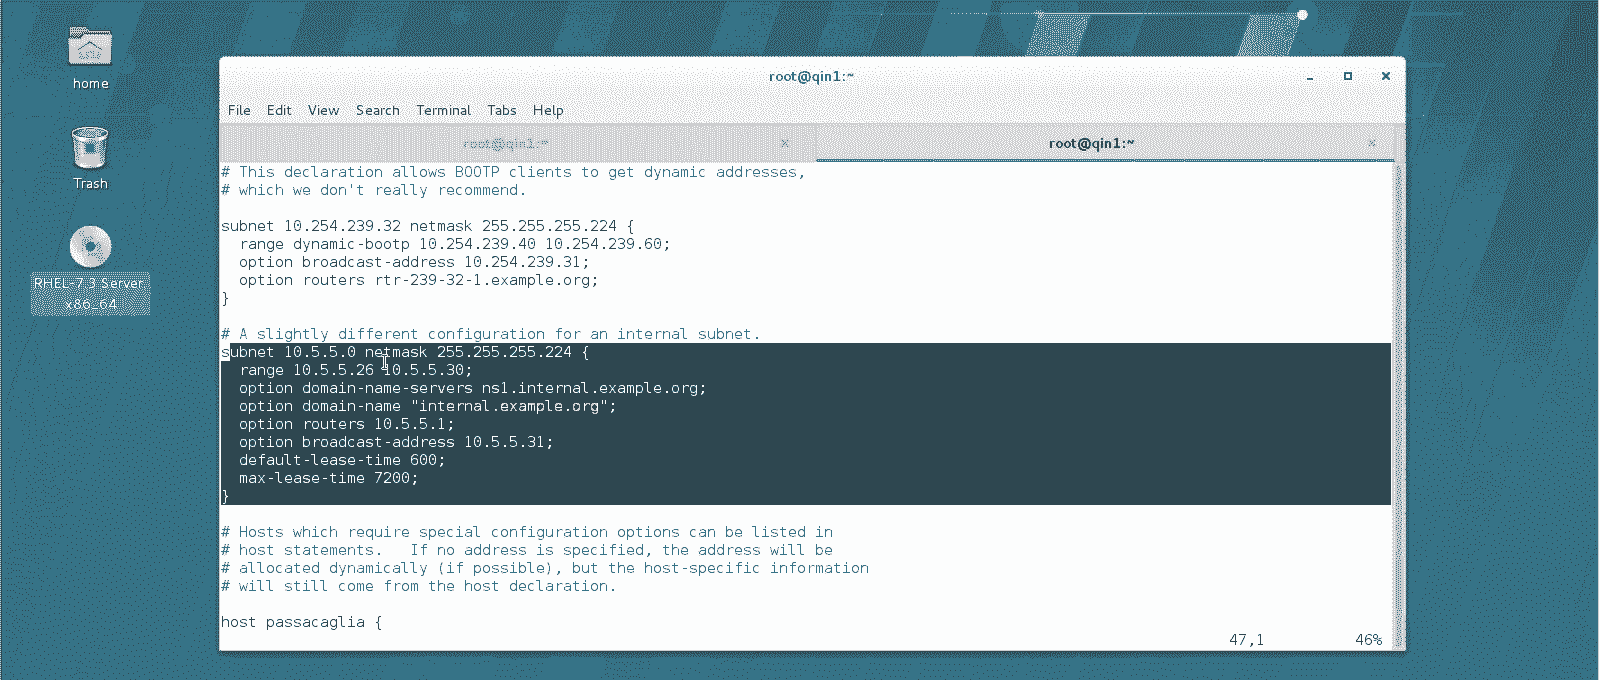 home
Trash
RHEL-7.3 Server.
x86_64
root@qin1:~
File Edit View Search Terminal Tabs Help
root@qin1:~ × root@qin1:~ ×
# This declaration allows BOOTP clients to get dynamic addresses,
# which we don't really recommend.
subnet 10.254.239.32 netmask 255.255.255.224 {
  range dynamic-bootp 10.254.239.40 10.254.239.60;
  option broadcast-address 10.254.239.31;
  option routers rtr-239-32-1.example.org;
}
# A slightly different configuration for an internal subnet.
subnet 10.5.5.0 netmask 255.255.255.224 {
  range 10.5.5.26 10.5.5.30;
  option domain-name-servers ns1.internal.example.org;
  option domain-name "internal.example.org";
  option routers 10.5.5.1;
  option broadcast-address 10.5.5.31;
  default-lease-time 600;
  max-lease-time 7200;
}
# Hosts which require special configuration options can be listed in
# host statements.   If no address is specified, the address will be
# allocated dynamically (if possible), but the host-specific information
# will still come from the host declaration.
host passacaglia {
47,1 46%